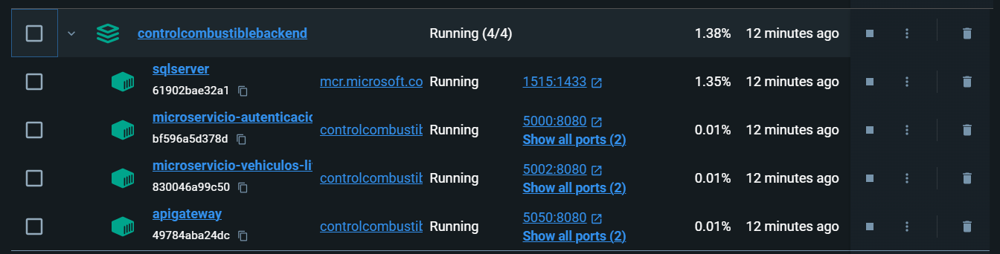 controlcombustiblebackend Running (4/4) 1.38% 12 minutes ago
sqlserver
61902bae32a1 mcr.microsoft.co Running 1515:1433 1.35% 12 minutes ago
microservicio-autenticacio
bf596a5d378d controlcombustib Running 5000:8080 0.01% 12 minutes ago
Show all ports (2)
microservicio-vehiculos-li
830046a99c50 controlcombustib Running 5002:8080 0.01% 12 minutes ago
Show all ports (2)
apigateway
49784aba24dc controlcombustib Running 5050:8080 0.01% 12 minutes ago
Show all ports (2)